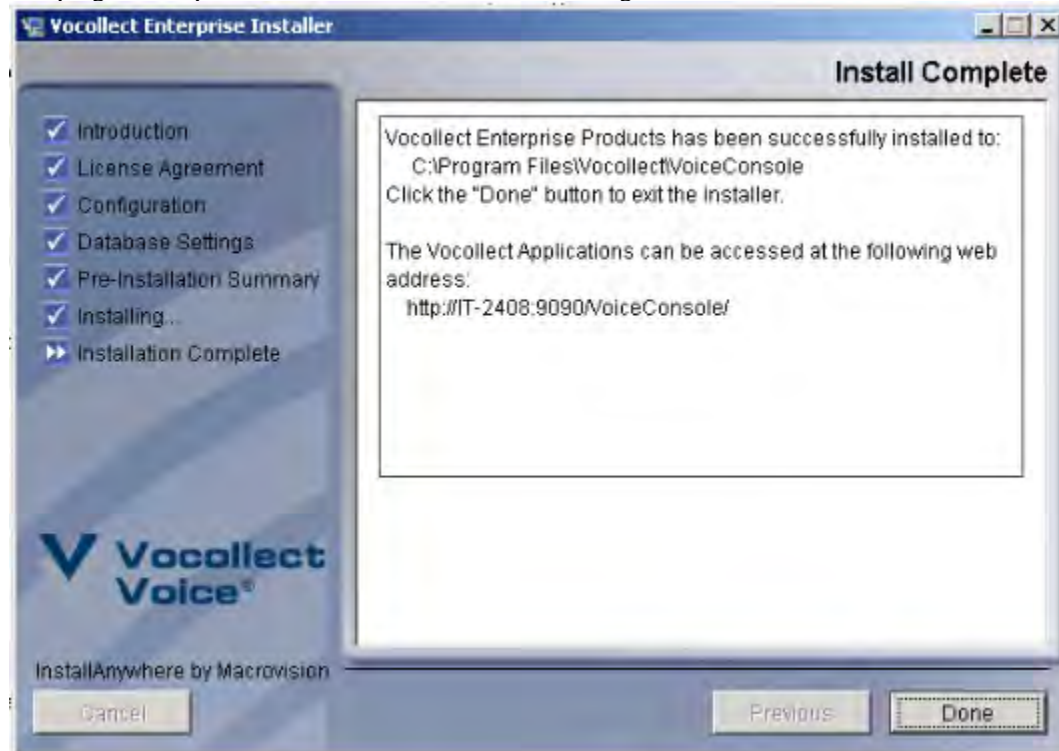 Vocollect Enterprise Installer
Install Complete
Introduction
License Agreement
Configuration
Database Settings
Pre-Installation Summary
Installing...
Installation Complete
Vocollect Enterprise Products has been successfully installed to:
C:\Program Files\Vocollect\VoiceConsole
Click the "Done" button to exit the installer.
The Vocollect Applications can be accessed at the following web
address:
http://IT-2408:9090/VoiceConsole/
V Vocollect
Voice®
InstallAnywhere by Macrovision
Cancel
Previous
Done